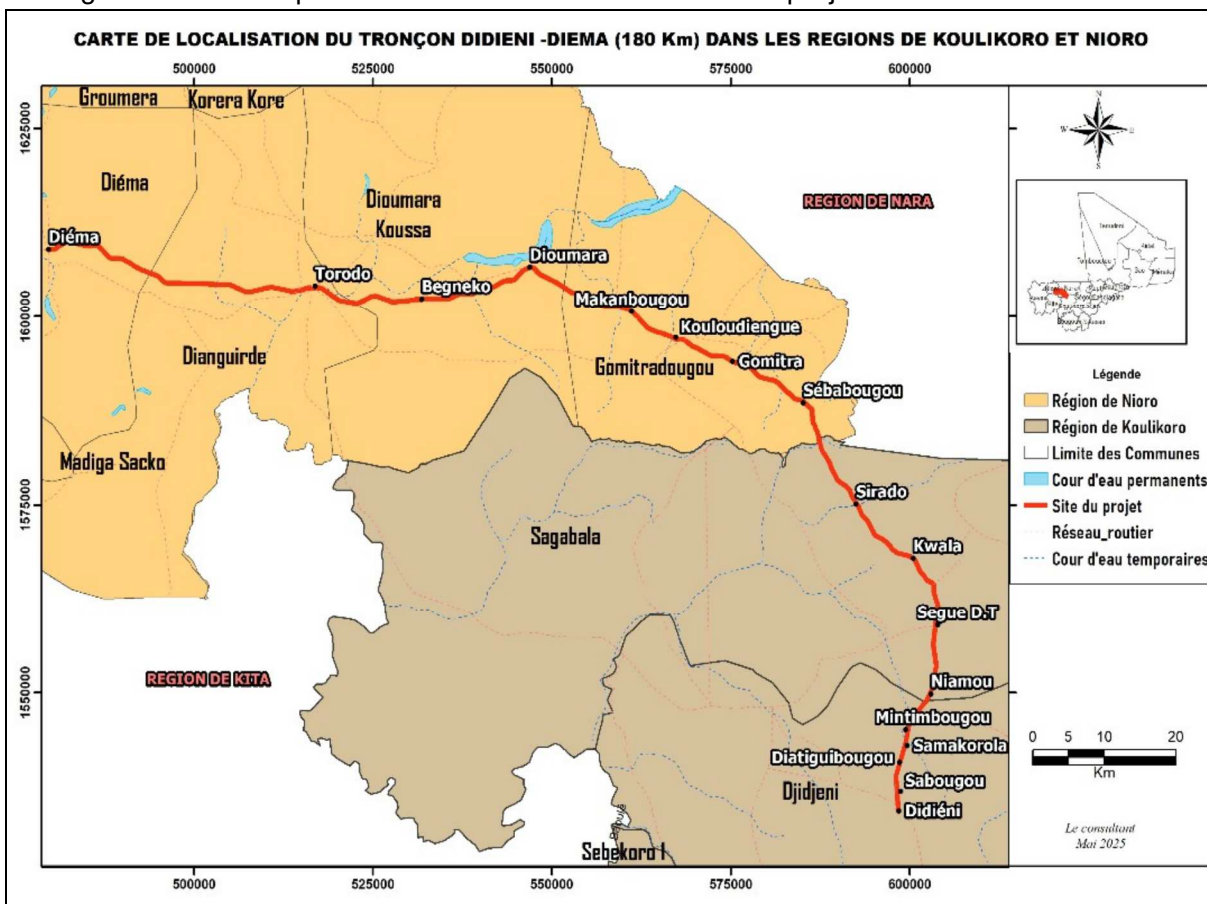 CARTE DE LOCALISATION DU TRONÇON DIDIENI -DIEMA (180 Km) DANS LES REGIONS DE KOULIKORO ET NIORO
500000 525000 550000 575000 600000
1625000
1600000
1575000
1550000
Groumera
Korera Kore
Diéma
Dioumara
Koussa
REGION DE NARA
Diéma
Torodo
Begneko
Dioumara
Makanbougou
Kouloudiengue
Gomitra
Gomitradougou
Sébabougou
Dianguirde
Madiga Sacko
Sirado
Sagabala
Kwala
Segue D.T
REGION DE KITA
Niamou
Mintimbougou
Samakorola
Diatiguibougou
Sabougou
Djidjeni
Didiéni
Sebekoro I
500000 525000 550000 575000 600000
N
W E
S
Légende
Région de Nioro
Région de Koulikoro
Limite des Communes
Cour d'eau permanents
Site du projet
Réseau_routier
Cour d'eau temporaires
0 5 10 20
Km
Le consultant
Mai 2025